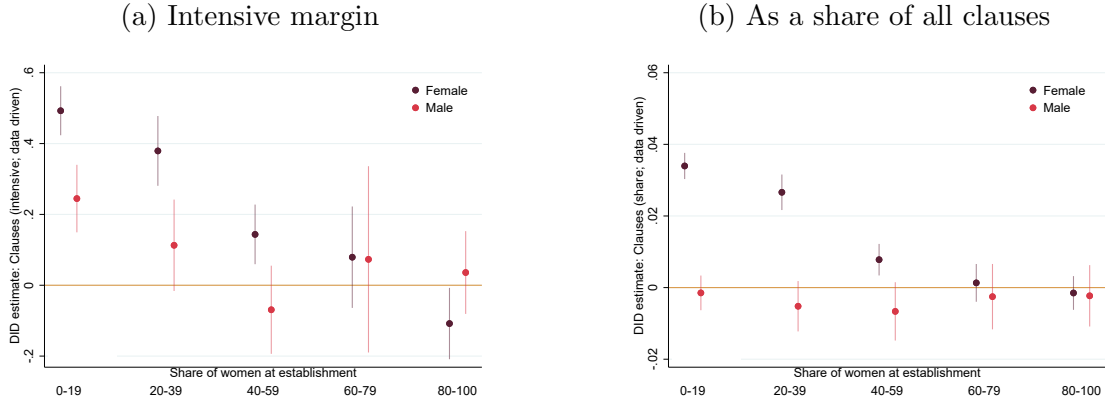 (a) Intensive margin
DID estimate: Clauses (intensive; data driven)
.6
.4
.2
0
-.2
Female
Male
Share of women at establishment
0-19 20-39 40-59 60-79 80-100
(b) As a share of all clauses
DID estimate: Clauses (share; data driven)
.06
.04
.02
0
-.02
Female
Male
Share of women at establishment
0-19 20-39 40-59 60-79 80-100